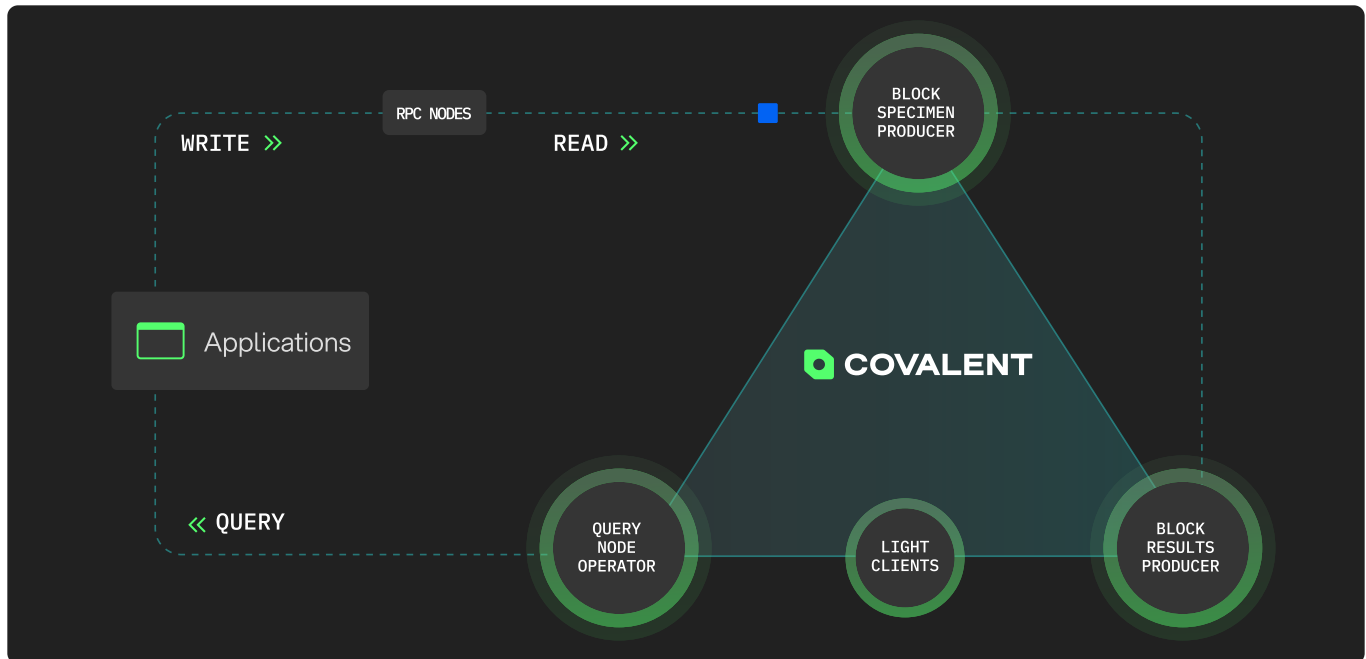 RPC NODES
WRITE
READ
BLOCK
SPECIMEN
PRODUCER
Applications
COVALENT
QUERY
QUERY
NODE
OPERATOR
LIGHT
CLIENTS
BLOCK
RESULTS
PRODUCER